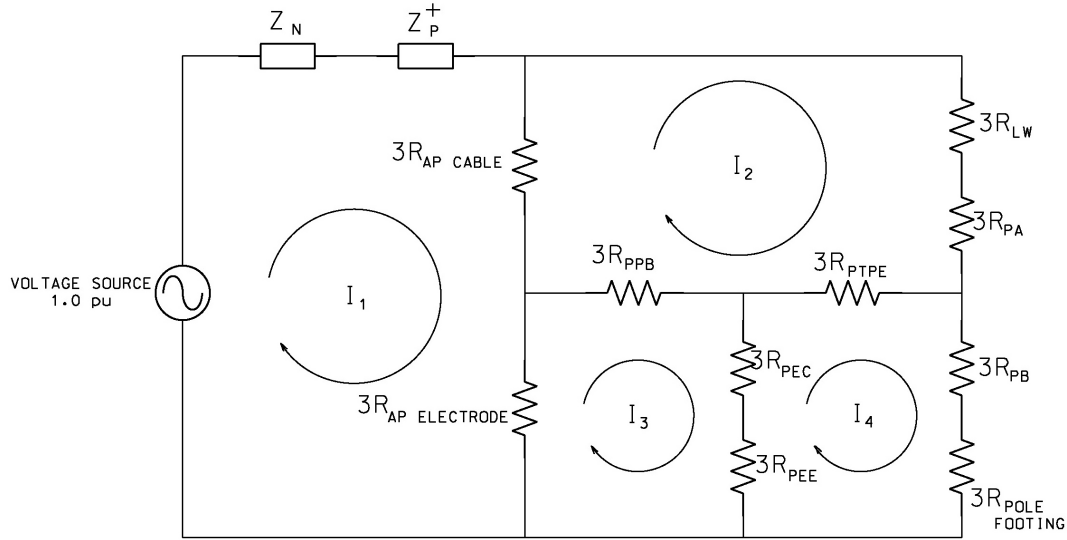 Z N
Z P +
3R AP CABLE
I 2
3R LW
3R PA
3R PPB
3R PTPE
VOLTAGE SOURCE
1.0 pu
I 1
3R PEC
3R PB
3R AP ELECTRODE
I 3
I 4
3R PEE
3R POLE
FOOTING